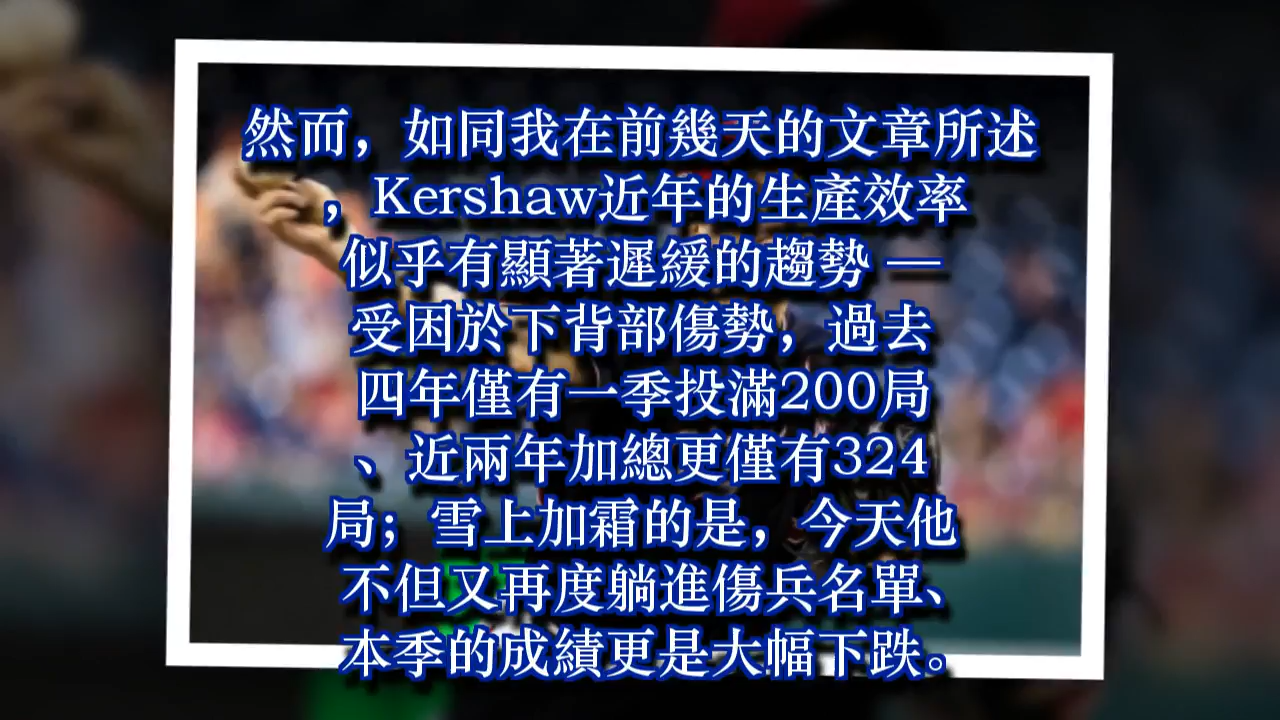 然而，如同我在前幾天的文章所述
，Kershaw近年的生產效率
似乎有顯著遲緩的趨勢 —
受困於下背部傷勢，過去
四年僅有一季投滿200局
、近兩年加總更僅有324
局；雪上加霜的是，今天他
不但又再度躺進傷兵名單、
本季的成績更是大幅下跌。